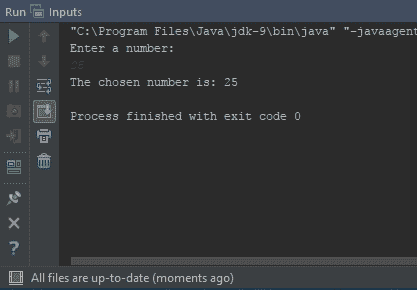 Run Inputs
"C:\Program Files\Java\jdk-9\bin\java" "-javaagent
Enter a number:
25
The chosen number is: 25
Process finished with exit code 0
All files are up-to-date (moments ago)